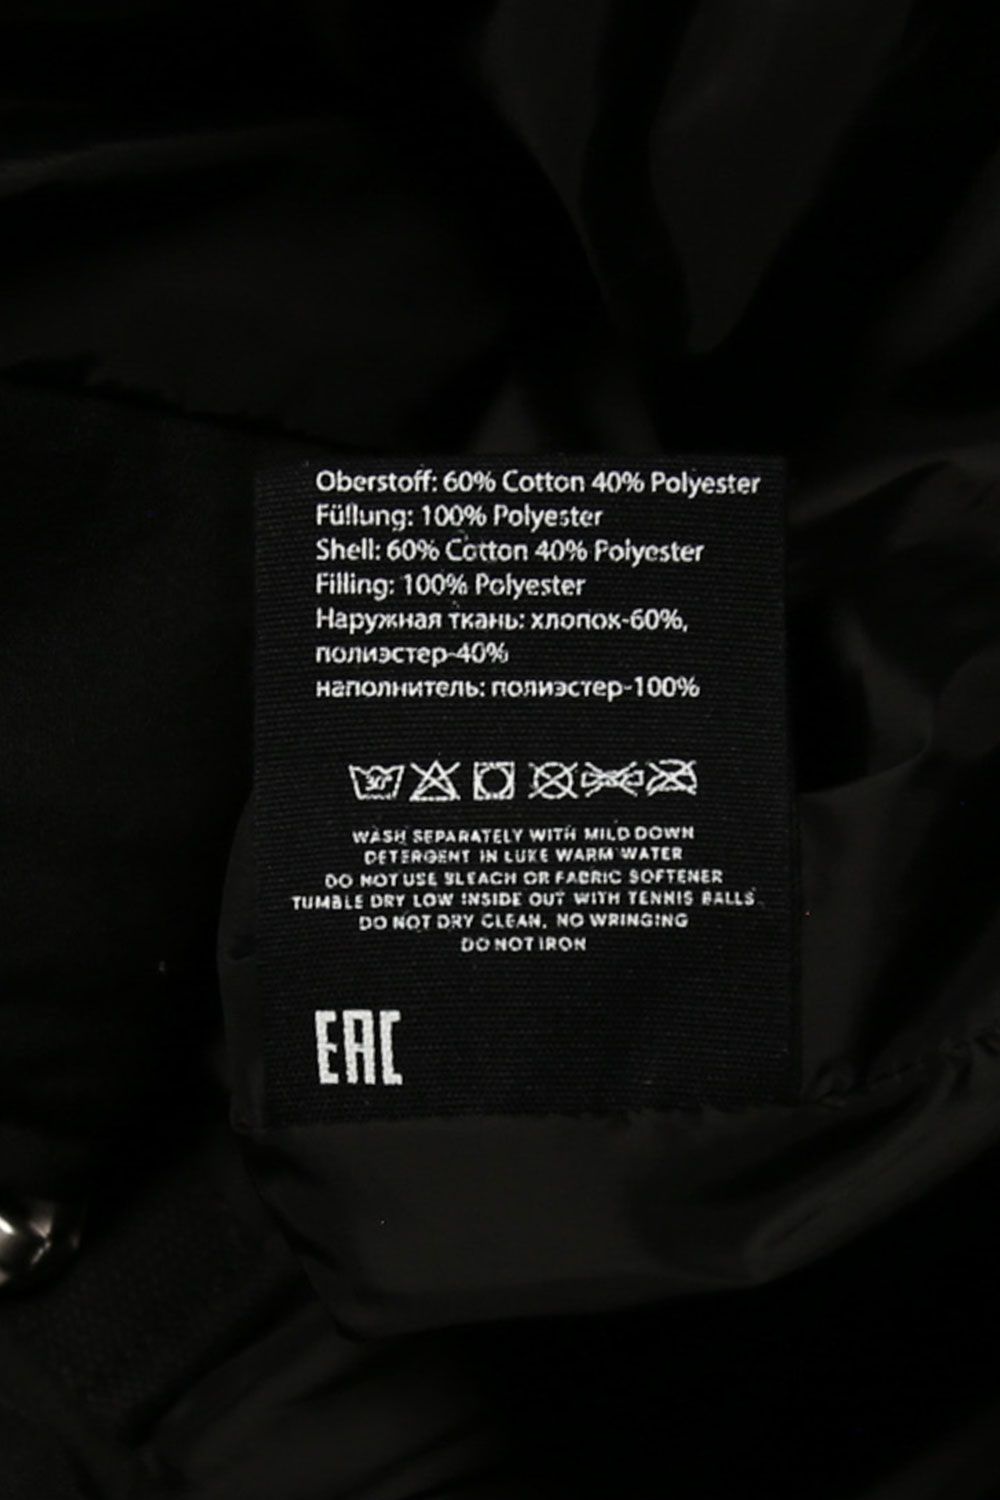 Oberstoff: 60% Cotton 40% Polyester
Füllung: 100% Polyester
Shell: 60% Cotton 40% Polyester
Filling: 100% Polyester
Наружная ткань: хлопок-60%,
полиэстер-40%
наполнитель: полиэстер-100%
30°
WASH SEPARATELY WITH MILD DOWN
DETERGENT IN LUKE WARM WATER
DO NOT USE BLEACH OR FABRIC SOFTENER
TUMBLE DRY LOW INSIDE OUT WITH TENNIS BALLS
DO NOT DRY CLEAN, NO WRINGING
DO NOT IRON
EAC